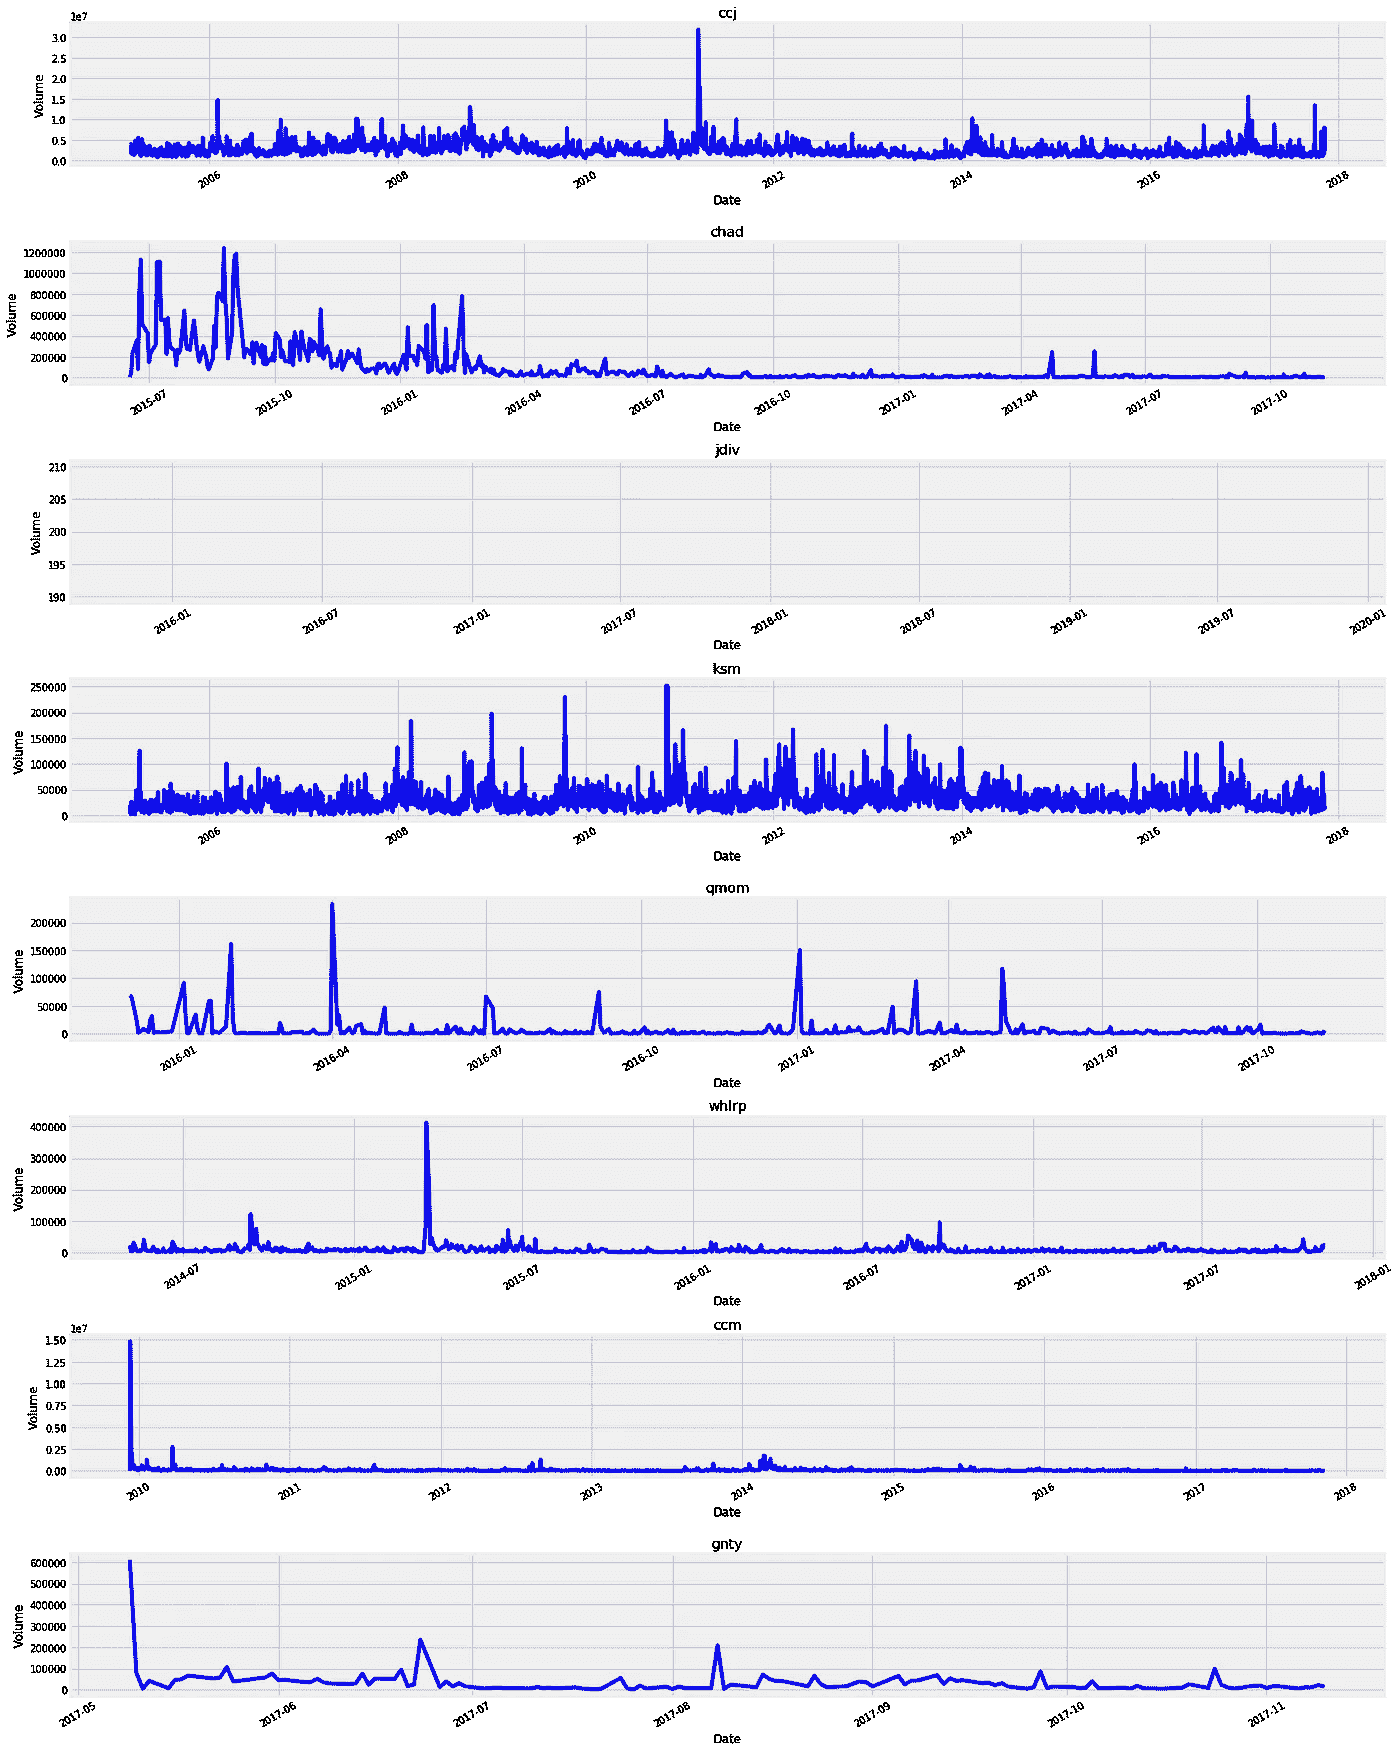 ccj
1e7
3.0
2.5
2.0
1.5
1.0
0.5
0.0
Volume
2006 2008 2010 2012 2014 2016 2018
Date
chad
1200000
1000000
800000
600000
400000
200000
0
Volume
2015-07 2015-10 2016-01 2016-04 2016-07 2016-10 2017-01 2017-04 2017-07 2017-10
Date
jdiv
210
205
200
195
190
Volume
2016-01 2016-07 2017-01 2017-07 2018-01 2018-07 2019-01 2019-07 2020-01
Date
ksm
250000
200000
150000
100000
50000
0
Volume
2006 2008 2010 2012 2014 2016 2018
Date
qmom
200000
150000
100000
50000
0
Volume
2016-01 2016-04 2016-07 2016-10 2017-01 2017-04 2017-07 2017-10
Date
whlrp
400000
300000
200000
100000
0
Volume
2014-07 2015-01 2015-07 2016-01 2016-07 2017-01 2017-07 2018-01
Date
ccm
1e7
1.50
1.25
1.00
0.75
0.50
0.25
0.00
Volume
2010 2011 2012 2013 2014 2015 2016 2017 2018
Date
gnty
600000
500000
400000
300000
200000
100000
0
Volume
2017-05 2017-06 2017-07 2017-08 2017-09 2017-10 2017-11
Date